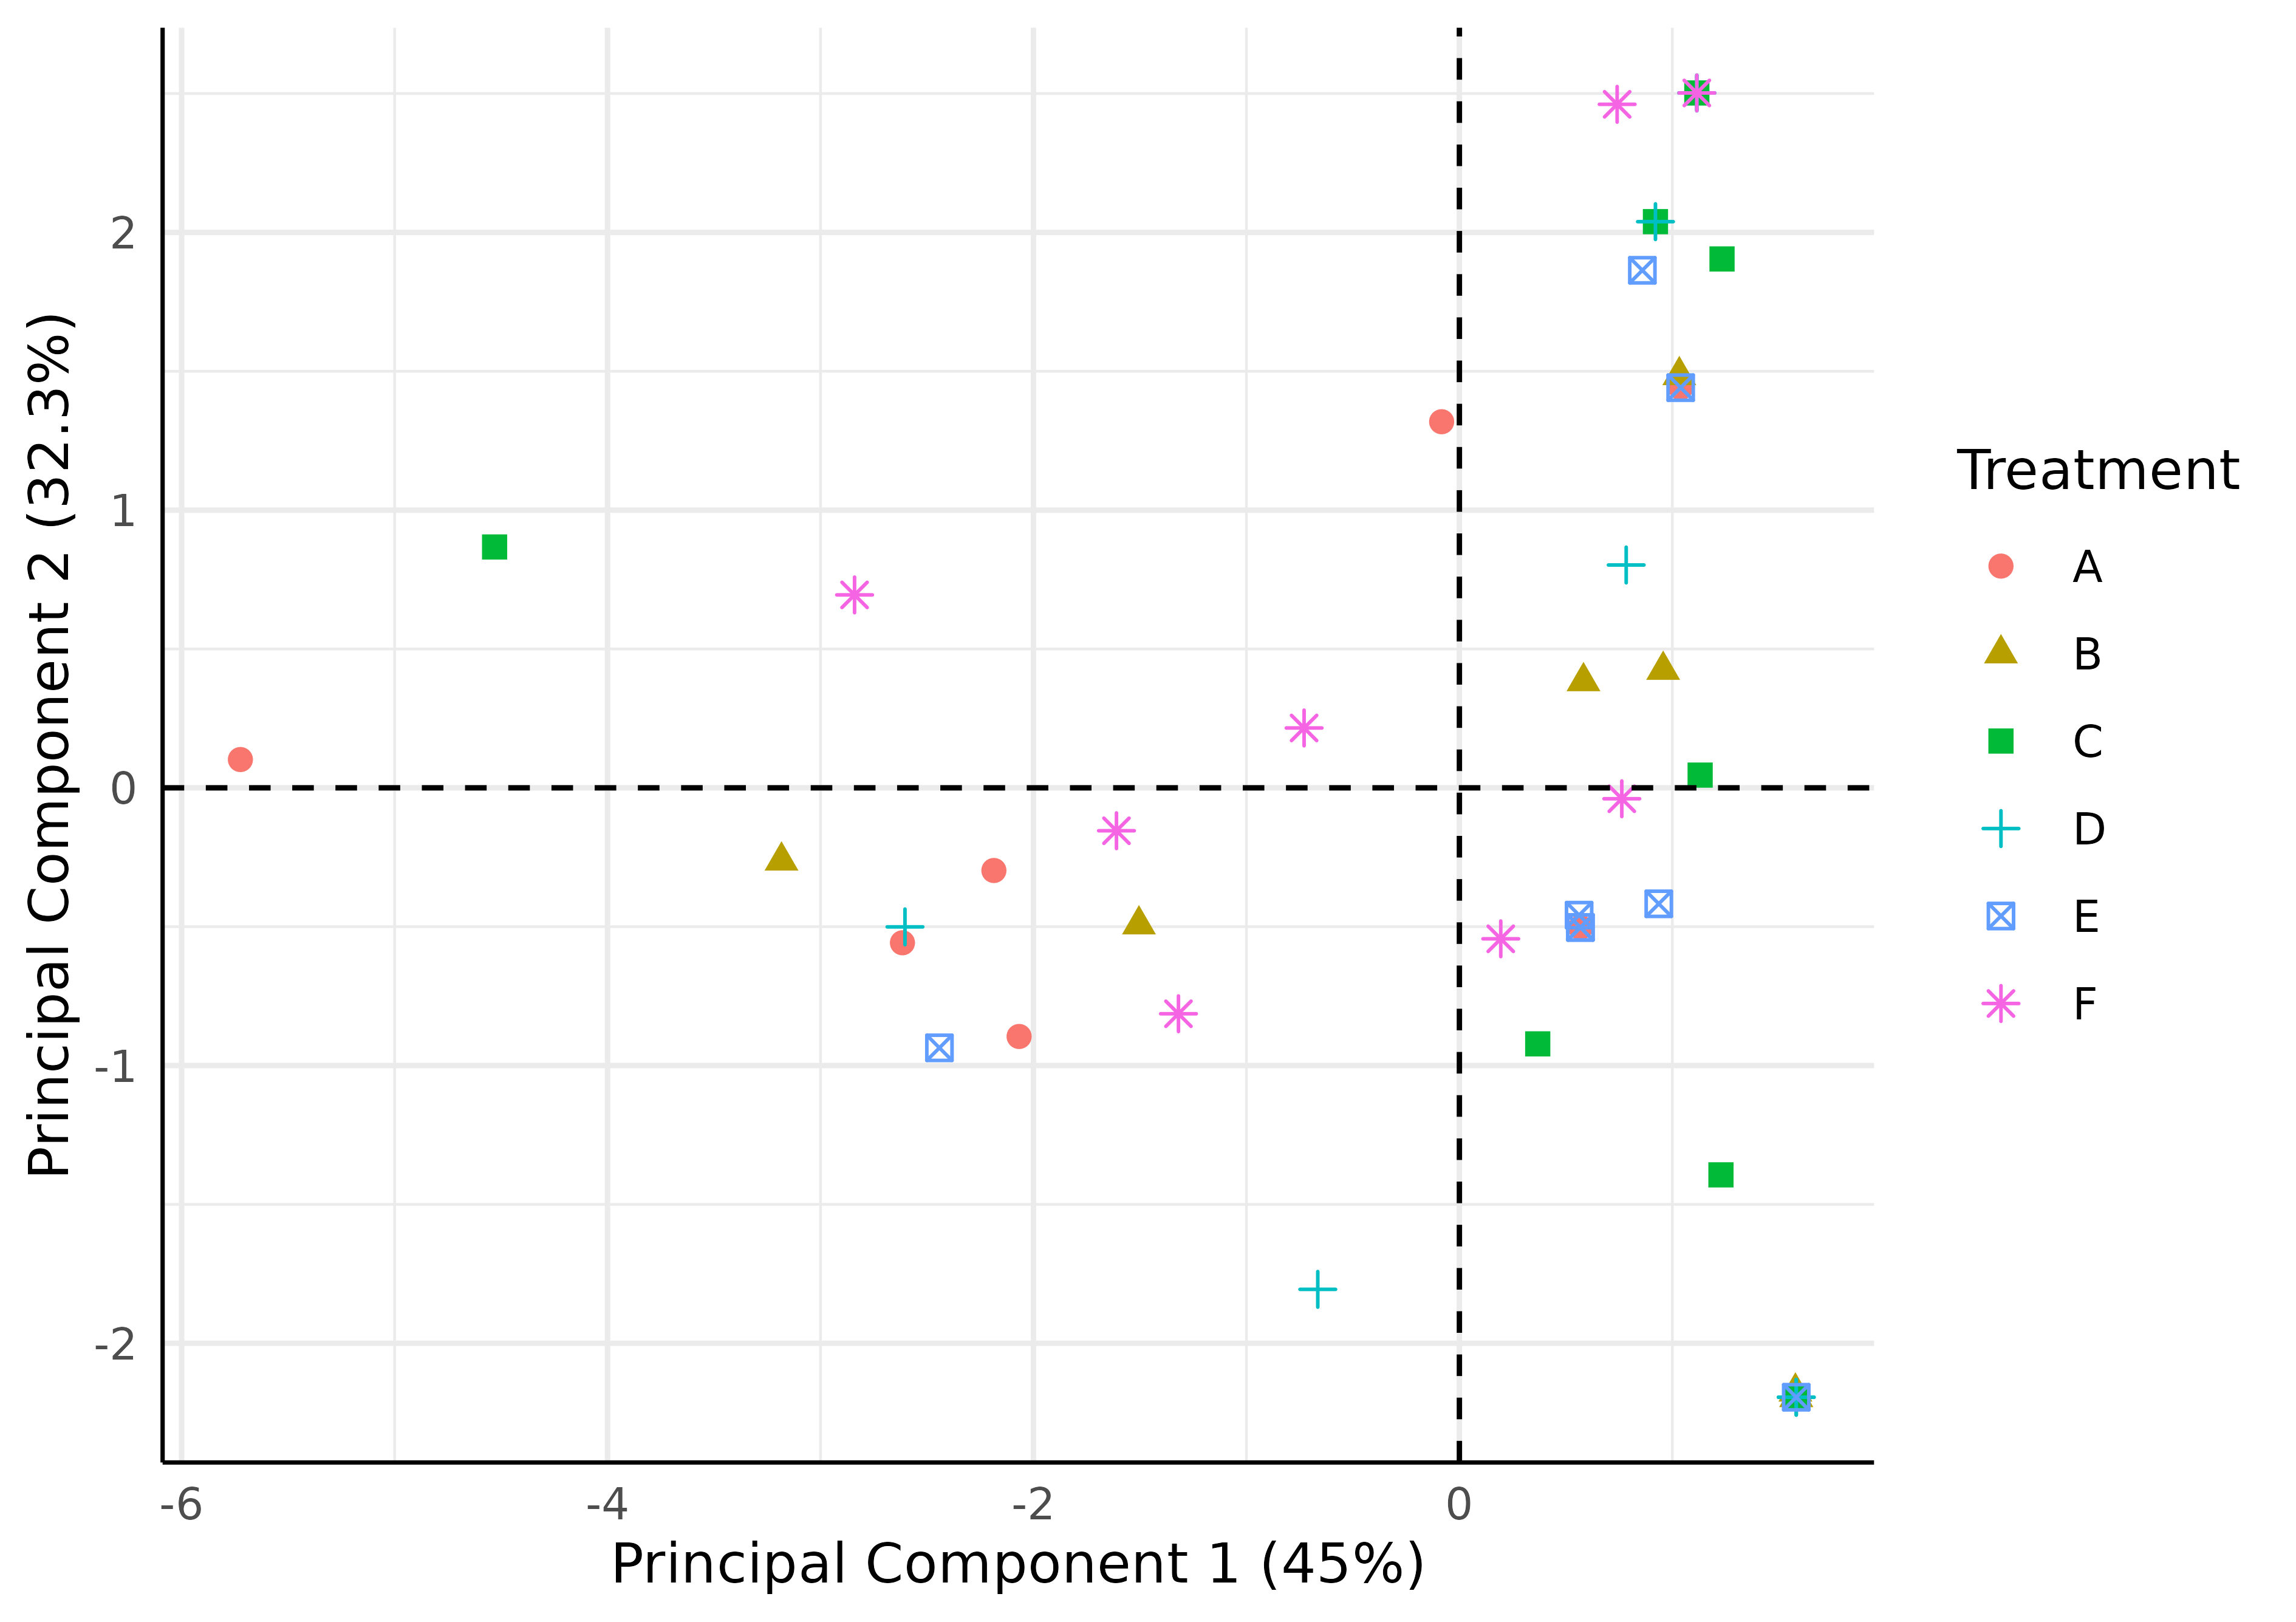 Principal Component 2 (32.3%)
2
1
0
-1
-2
-6
-4
-2
0
Principal Component 1 (45%)
Treatment
A
B
C
D
E
F